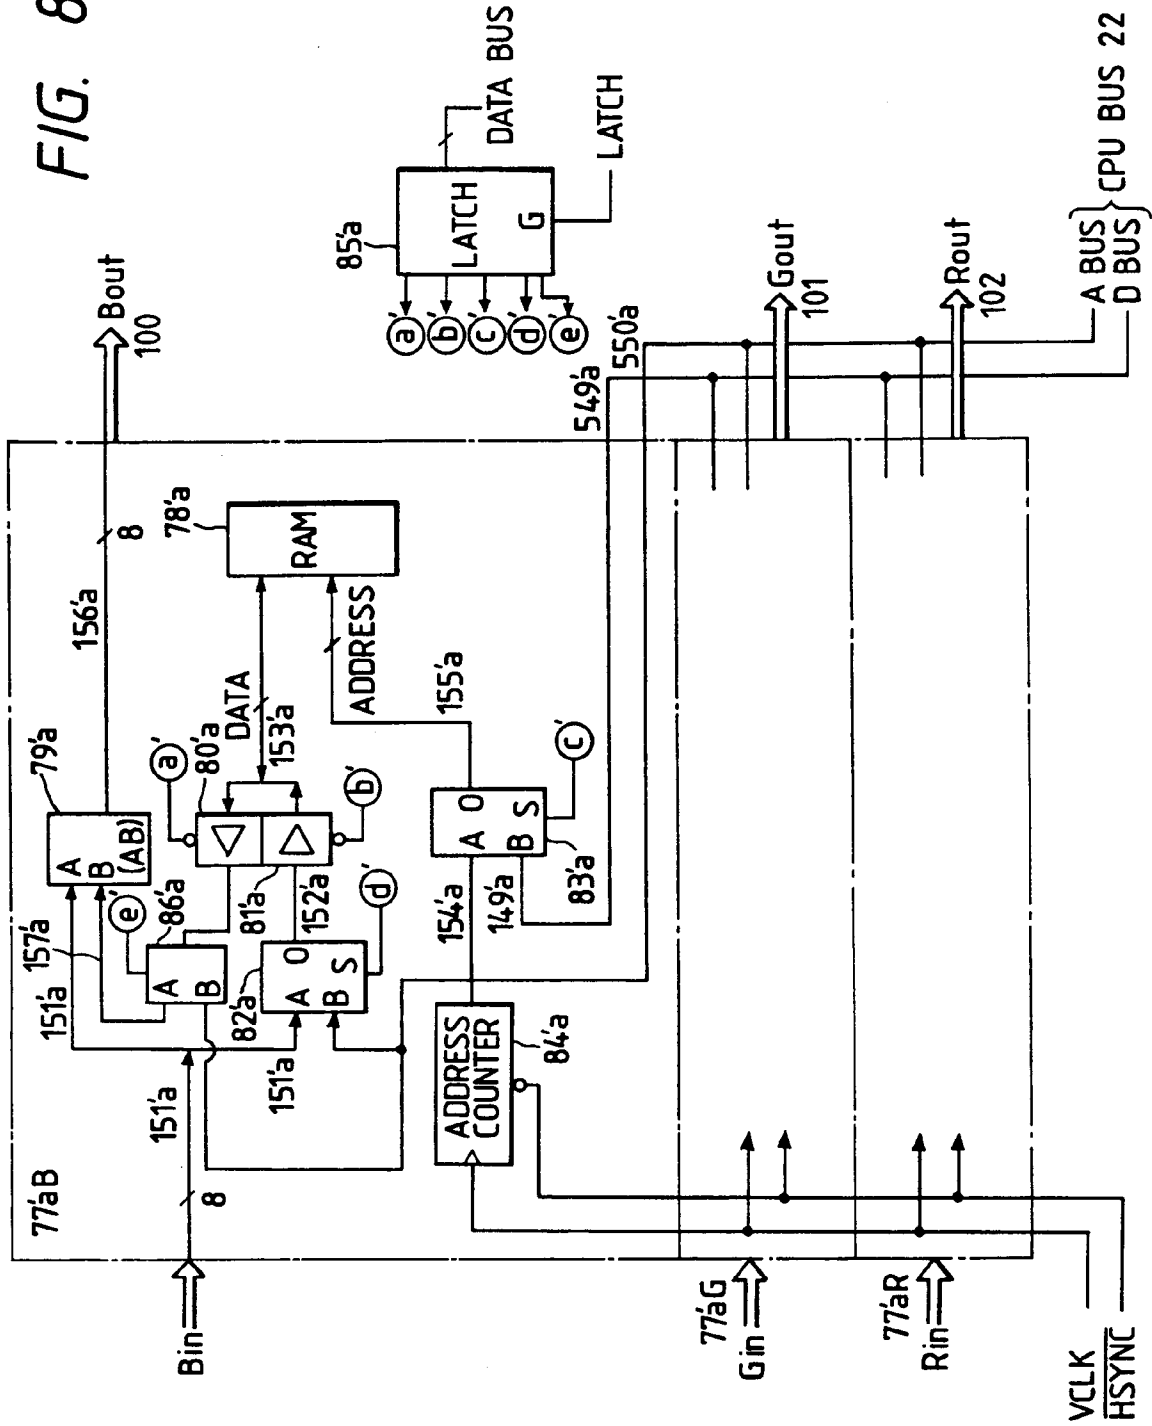 FIG. 8
Bin
77'aB
8
151'a
151'a
151'a
157'a
e'
86'a
A
B
79'a
A
B
(AB)
156'a
8
Bout
100
a'
80'a
DATA
153'a
81'a
152'a
b'
82'a
A
B
O
S
d'
78'a
RAM
ADDRESS
155'a
ADDRESS
COUNTER
84'a
154'a
149'a
A
B
O
S
83'a
c'
85'a
LATCH
G
DATA BUS
LATCH
a'
b'
c'
d'
e'
549'a
550'a
77'aG
Gin
Gout
101
77'aR
Rin
Rout
102
VCLK
HSYNC
A BUS
D BUS
CPU BUS 22